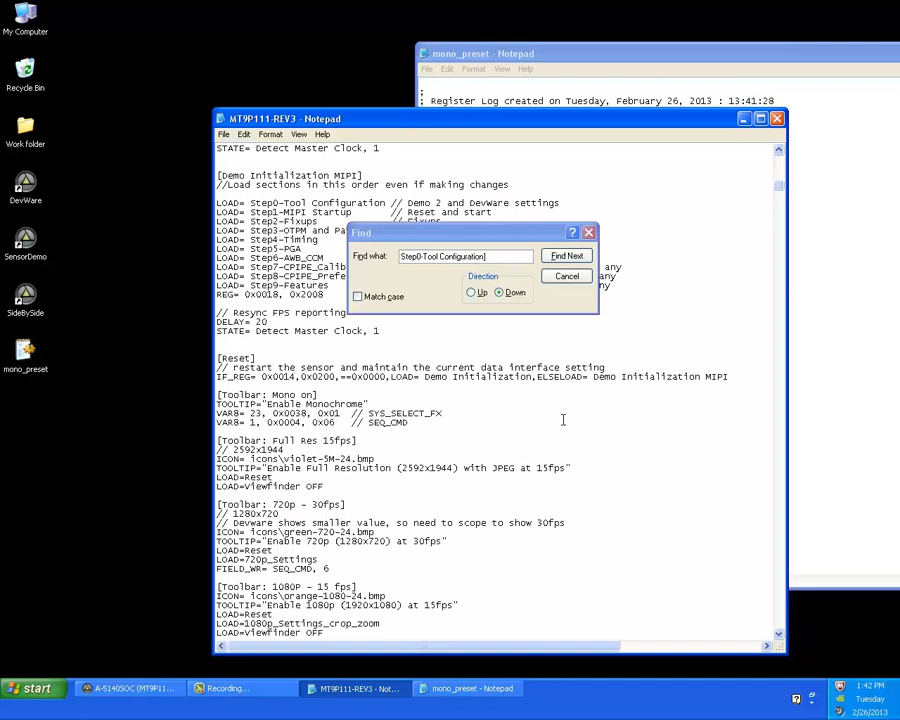 My Computer
Recycle Bin
Work folder
DevWare
SensorDemo
SideBySide
mono_preset
mono_preset - Notepad
File Edit Format View Help
;
; Register Log created on Tuesday, February 26, 2013 : 13:41:28
MT9P111-REV3 - Notepad
File Edit Format View Help
STATE= Detect Master Clock, 1
[Demo Initialization MIPI]
//Load sections in this order even if making changes
LOAD= Step0-Tool Configuration // Demo 2 and DevWare settings
LOAD= Step1-MIPI Startup // Reset and start
LOAD= Step2-Fixups // Fixups
LOAD= Step3-OTPM and Pa
LOAD= Step4-Timing
LOAD= Step5-PGA
LOAD= Step6-AWB_CCM
LOAD= Step7-CPIPE_Calib any
LOAD= Step8-CPIPE_Prefe any
LOAD= Step9-Features ny
REG= 0x0018, 0x2008
Find
Find what: Step0-Tool Configuration] Find Next
Direction Cancel
Match case Up Down
// Resync FPS reporting
DELAY= 20
STATE= Detect Master Clock, 1
[Reset]
// restart the sensor and maintain the current data interface setting
IF_REG= 0x0014,0x0200,==0x0000,LOAD= Demo Initialization,ELSELOAD= Demo Initialization MIPI
[Toolbar: Mono on]
TOOLTIP="Enable Monochrome"
VAR8= 23, 0x0038, 0x01 // SYS_SELECT_FX
VAR8= 1, 0x0004, 0x06 // SEQ_CMD
[Toolbar: Full Res 15fps]
// 2592x1944
ICON= icons\violet-5M-24.bmp
TOOLTIP="Enable Full Resolution (2592x1944) with JPEG at 15fps"
LOAD=Reset
LOAD=Viewfinder OFF
[Toolbar: 720p - 30fps]
// 1280x720
// Devware shows smaller value, so need to scope to show 30fps
ICON= icons\green-720-24.bmp
TOOLTIP="Enable 720p (1280x720) at 30fps"
LOAD=Reset
LOAD=720p_Settings
FIELD_WR= SEQ_CMD, 6
[Toolbar: 1080P - 15 fps]
ICON= icons\orange-1080-24.bmp
TOOLTIP="Enable 1080p (1920x1080) at 15fps"
LOAD=Reset
LOAD=1080p_Settings_crop_zoom
LOAD=Viewfinder OFF
start
A-5140SOC (MT9P11...
Recording...
MT9P111-REV3 - Not...
mono_preset - Notepad
1:42 PM
Tuesday
2/26/2013